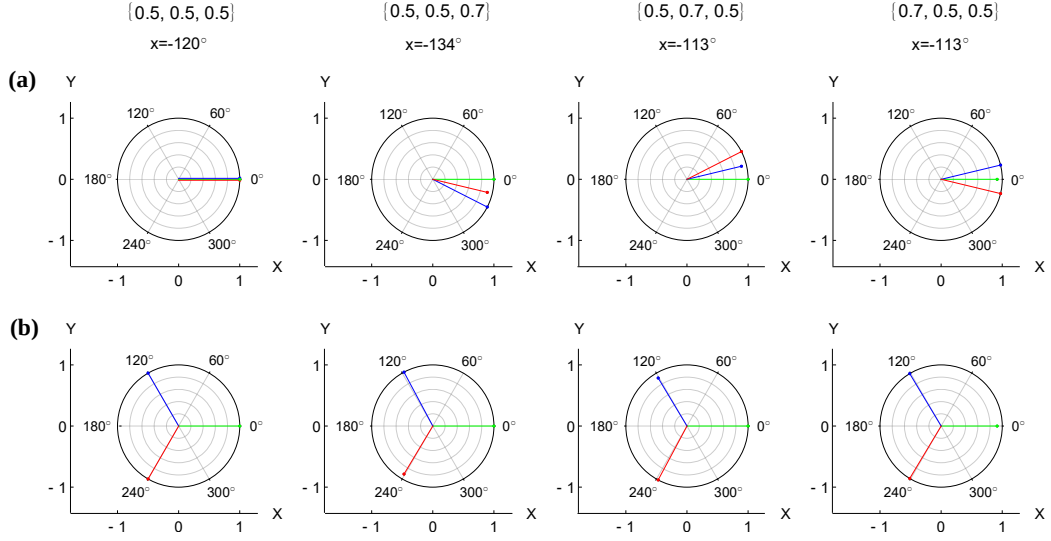 {0.5, 0.5, 0.5} {0.5, 0.5, 0.7} {0.5, 0.7, 0.5} {0.7, 0.5, 0.5}
x=-120° x=-134° x=-113° x=-113°
(a)
Y Y Y Y
120° 60° 120° 60° 120° 60° 120° 60°
1 1 1 1
0 180° 0° 0 180° 0° 0 180° 0° 0 180° 0°
240° 300° 240° 300° 240° 300° 240° 300°
- 1 - 1 - 1 - 1
X X X X
- 1 0 1 - 1 0 1 - 1 0 1 - 1 0 1
(b)
Y Y Y Y
120° 60° 120° 60° 120° 60° 120° 60°
1 1 1 1
0 180° 0° 0 180° 0° 0 180° 0° 0 180° 0°
240° 300° 240° 300° 240° 300° 240° 300°
- 1 - 1 - 1 - 1
X X X X
- 1 0 1 - 1 0 1 - 1 0 1 - 1 0 1